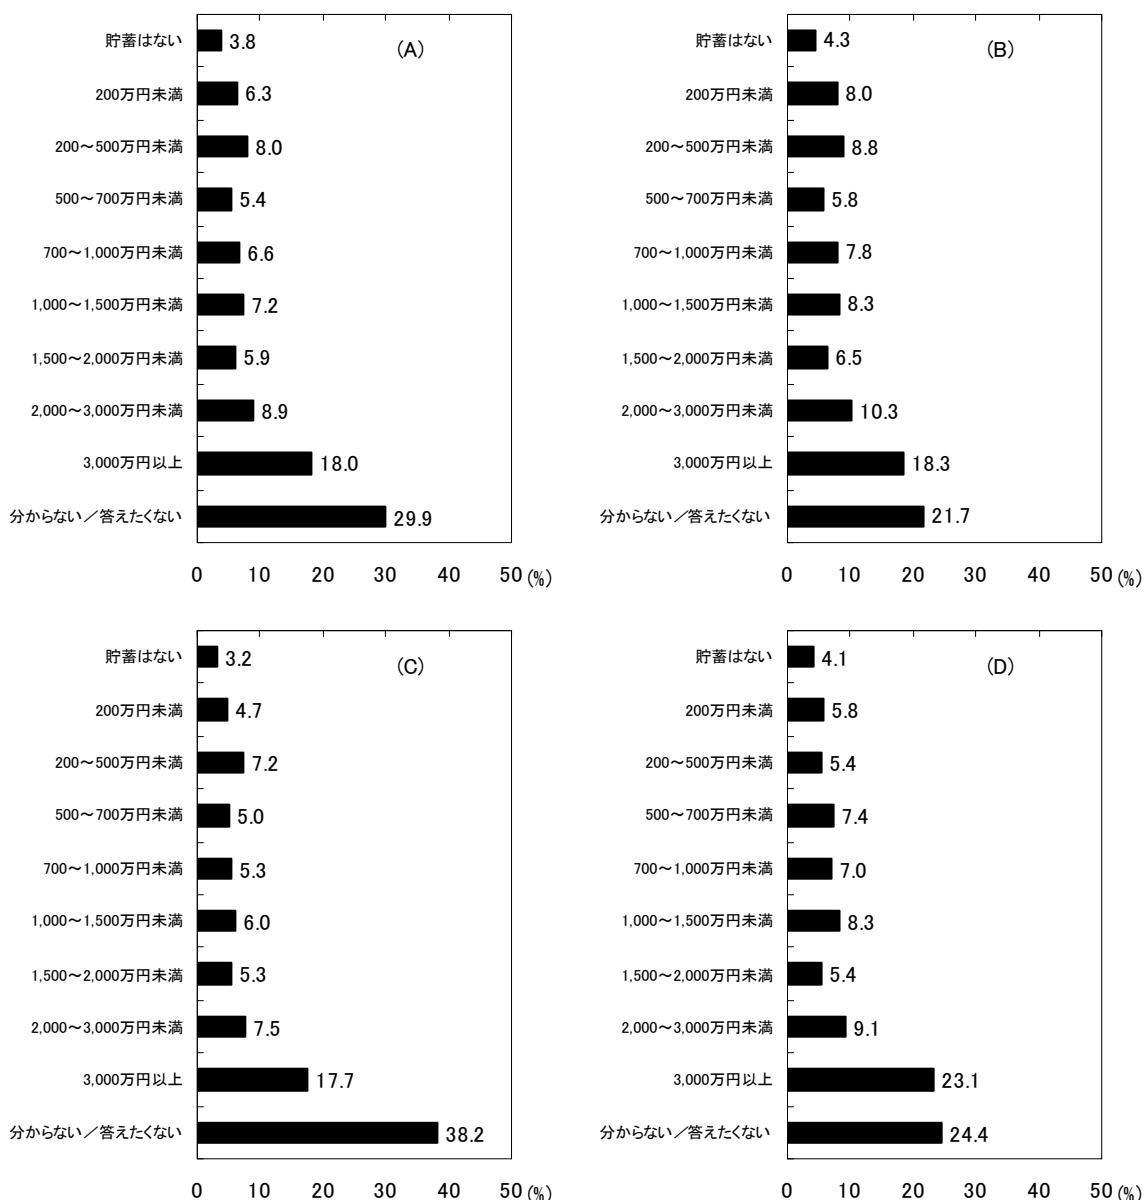 貯蓄はない 3.8 (A)
200万円未満 6.3
200～500万円未満 8.0
500～700万円未満 5.4
700～1,000万円未満 6.6
1,000～1,500万円未満 7.2
1,500～2,000万円未満 5.9
2,000～3,000万円未満 8.9
3,000万円以上 18.0
分からない／答えたくない 29.9
0 10 20 30 40 50 (%)
貯蓄はない 4.3 (B)
200万円未満 8.0
200～500万円未満 8.8
500～700万円未満 5.8
700～1,000万円未満 7.8
1,000～1,500万円未満 8.3
1,500～2,000万円未満 6.5
2,000～3,000万円未満 10.3
3,000万円以上 18.3
分からない／答えたくない 21.7
0 10 20 30 40 50 (%)
貯蓄はない 3.2 (C)
200万円未満 4.7
200～500万円未満 7.2
500～700万円未満 5.0
700～1,000万円未満 5.3
1,000～1,500万円未満 6.0
1,500～2,000万円未満 5.3
2,000～3,000万円未満 7.5
3,000万円以上 17.7
分からない／答えたくない 38.2
0 10 20 30 40 50 (%)
貯蓄はない 4.1 (D)
200万円未満 5.8
200～500万円未満 5.4
500～700万円未満 7.4
700～1,000万円未満 7.0
1,000～1,500万円未満 8.3
1,500～2,000万円未満 5.4
2,000～3,000万円未満 9.1
3,000万円以上 23.1
分からない／答えたくない 24.4
0 10 20 30 40 50 (%)